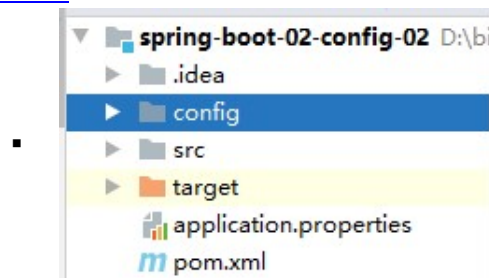 spring-boot-02-config-02 D:\bi
.idea
config
src
target
application.properties
pom.xml